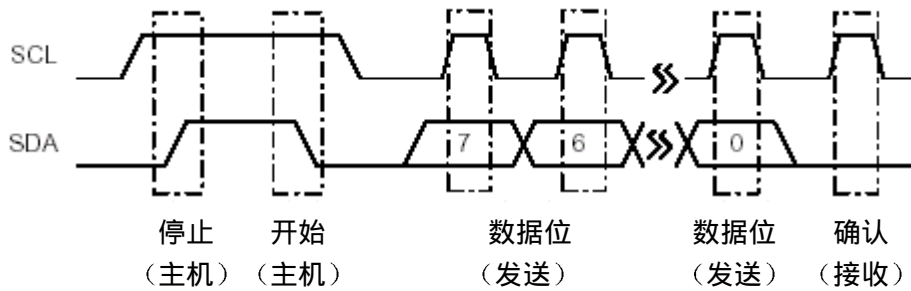 SCL
SDA
7 6 0
停止 开始 数据位 数据位 确认
（主机） （主机） （发送） （发送） （接收）